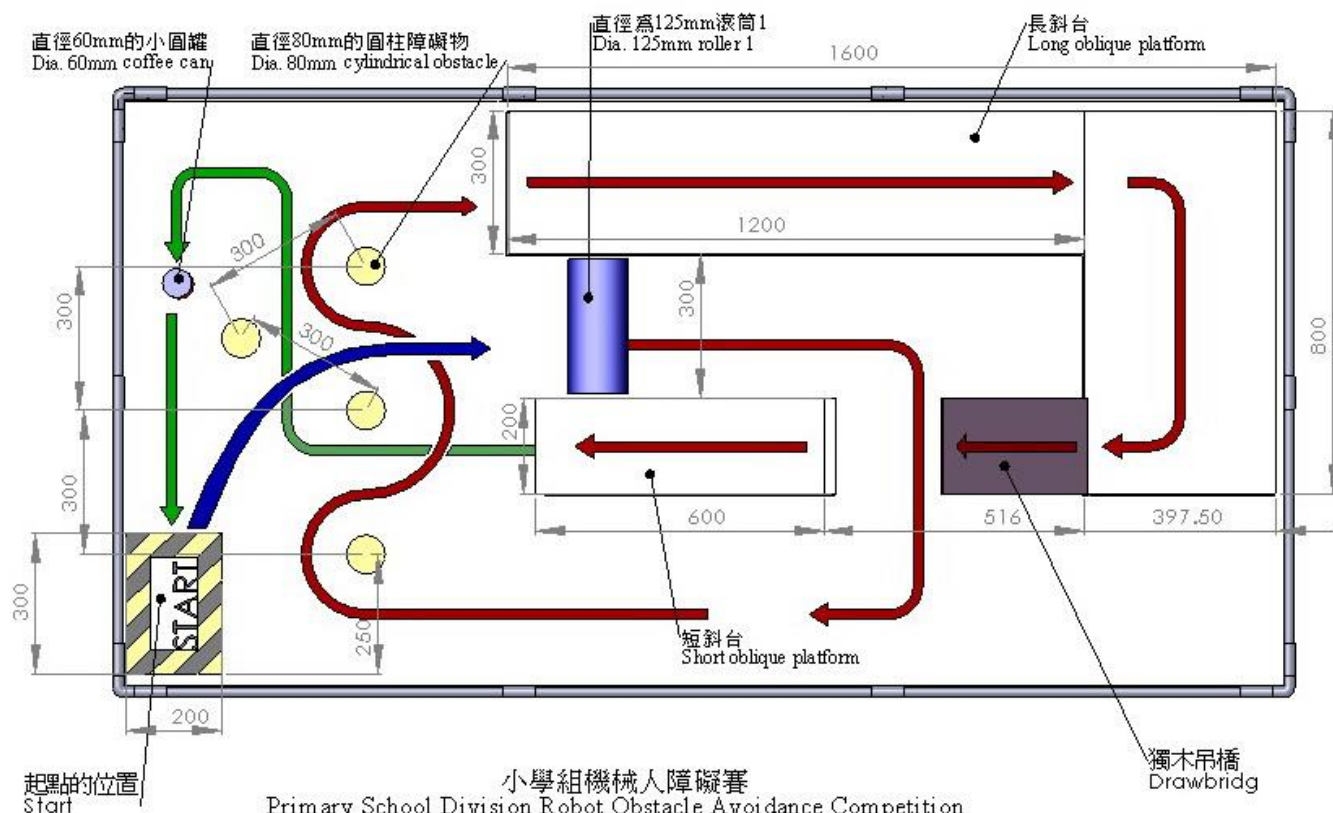 直徑60mm的小圓罐
Dia. 60mm coffee can
直徑80mm的圓柱障礙物
Dia. 80mm cylindrical obstacle
直徑爲125mm滾筒1
Dia. 125mm roller 1
長斜台
Long oblique platform
1600
300
1200
300
300
300
300
800
200
300
600
516
397.50
300
START
250
短斜台
Short oblique platform
200
起點的位置
Start
小學組機械人障礙賽
Primary School Division Robot Obstacle Avoidance Competition
獨木吊橋
Drawbridg